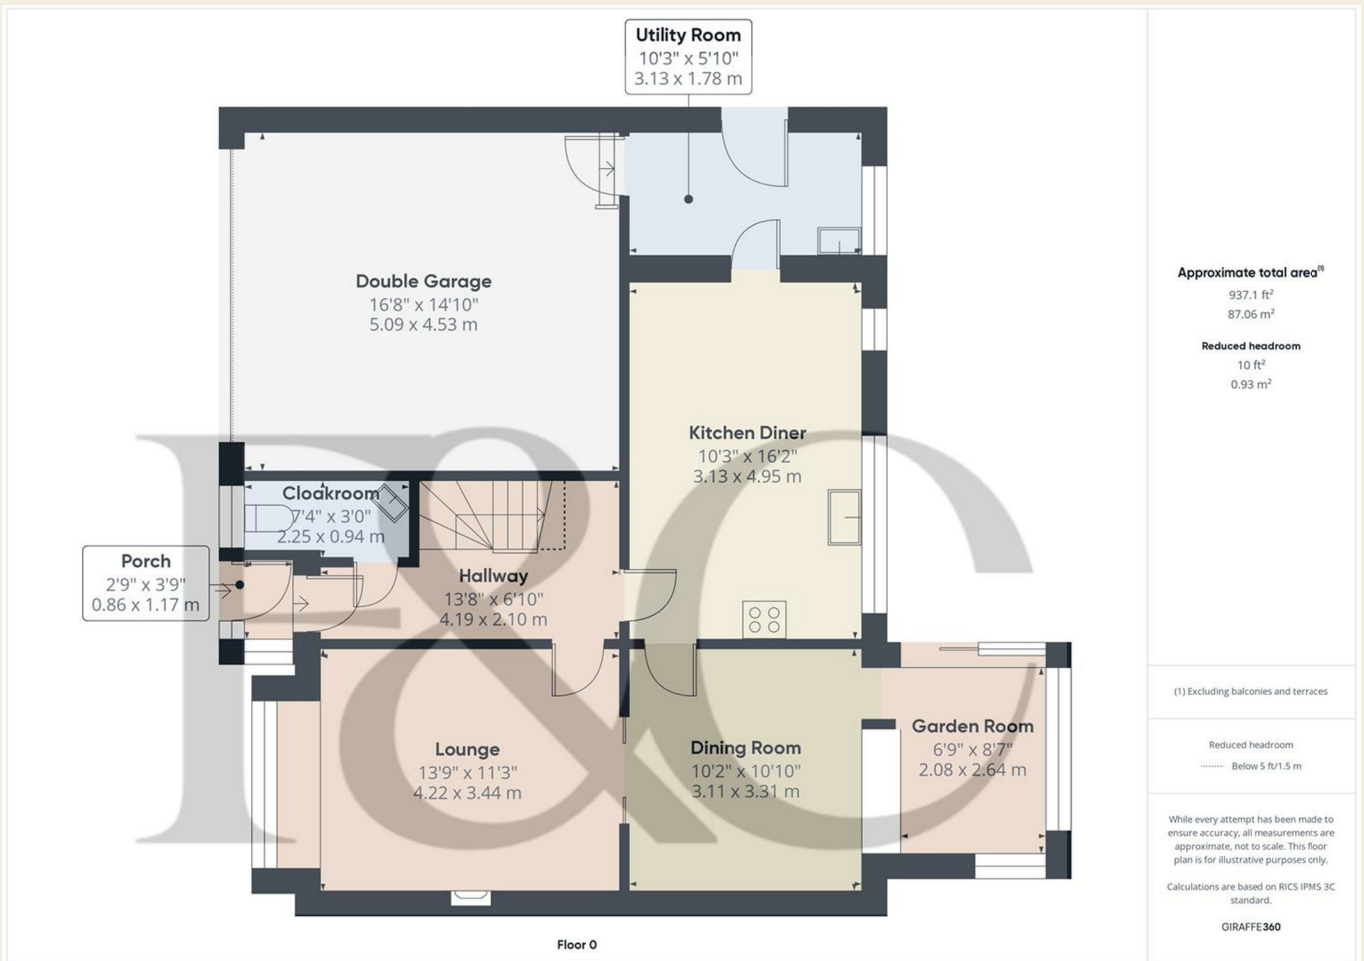 Utility Room
10'3" x 5'10"
3.13 x 1.78 m
Double Garage
16'8" x 14'10"
5.09 x 4.53 m
Kitchen Diner
10'3" x 16'2"
3.13 x 4.95 m
Cloakroom
7'4" x 3'0"
2.25 x 0.94 m
Porch
2'9" x 3'9"
0.86 x 1.17 m
Hallway
13'8" x 6'10"
4.19 x 2.10 m
Lounge
13'9" x 11'3"
4.22 x 3.44 m
Dining Room
10'2" x 10'10"
3.11 x 3.31 m
Garden Room
6'9" x 8'7"
2.08 x 2.64 m
F&C
Floor 0
Approximate total area(1)
937.1 ft²
87.06 m²
Reduced headroom
10 ft²
0.93 m²
(1) Excluding balconies and terraces
Reduced headroom
Below 5 ft/1.5 m
While every attempt has been made to
ensure accuracy, all measurements are
approximate, not to scale. This floor
plan is for illustrative purposes only.
Calculations are based on RICS IPMS 3C
standard.
GIRAFFE360